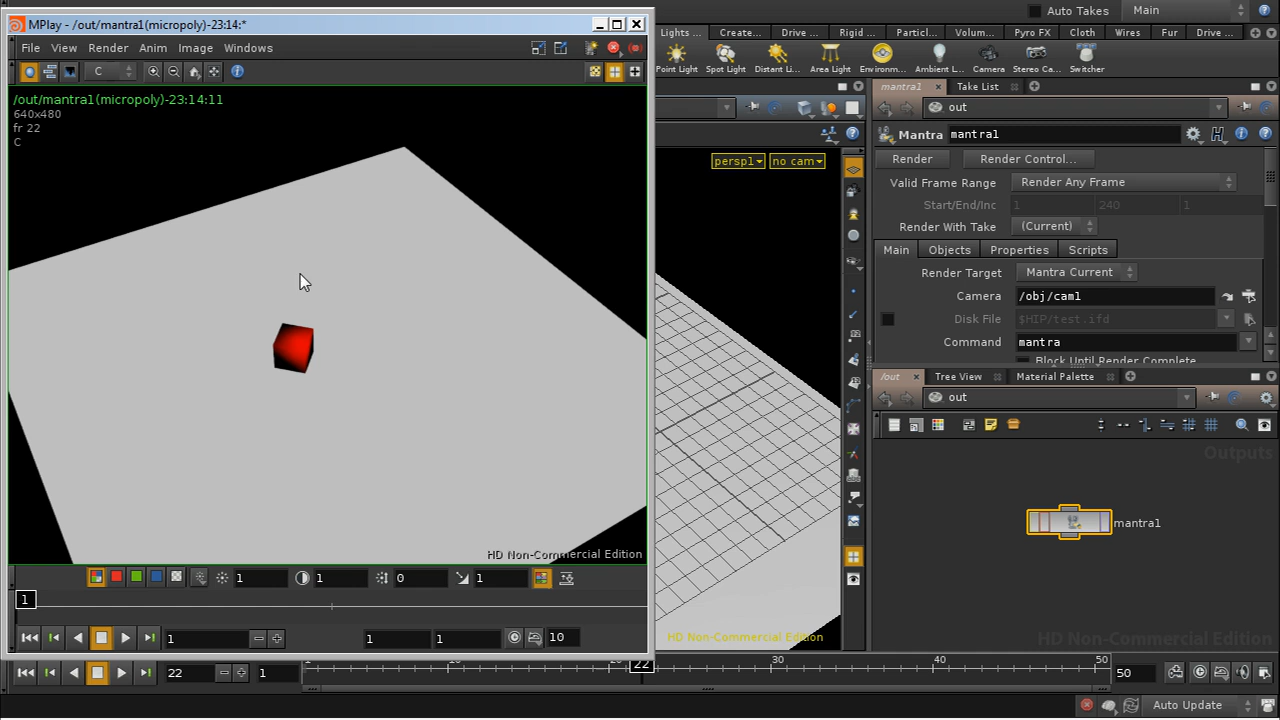 MPlay - /out/mantra1(micropoly)-23:14:*
File View Render Anim Image Windows
C
/out/mantra1(micropoly)-23:14:11
640x480
fr 22
C
HD Non-Commercial Edition
1 1 0 1
1
1 1 1 10
Auto Takes Main
Lights ... Create... Drive ... Rigid ... Particl... Volum... Pyro FX Cloth Wires Fur Drive ...
Point Light Spot Light Distant Li... Area Light Environm... Ambient L... Camera Stereo Ca... Switcher
mantra1 Take List
out
persp1 no cam
Mantra mantra1
Render Render Control...
Valid Frame Range Render Any Frame
Start/End/Inc 1 240 1
Render With Take (Current)
Main Objects Properties Scripts
Render Target Mantra Current
Camera /obj/cam1
Disk File $HIP/test.ifd
Command mantra
Block Until Render Complete
/out Tree View Material Palette
out
Outputs
mantra1
HD Non-Commercial Edition
HD Non-Commercial Edition
1 10 20 22 30 40 50
22 1 50
Auto Update